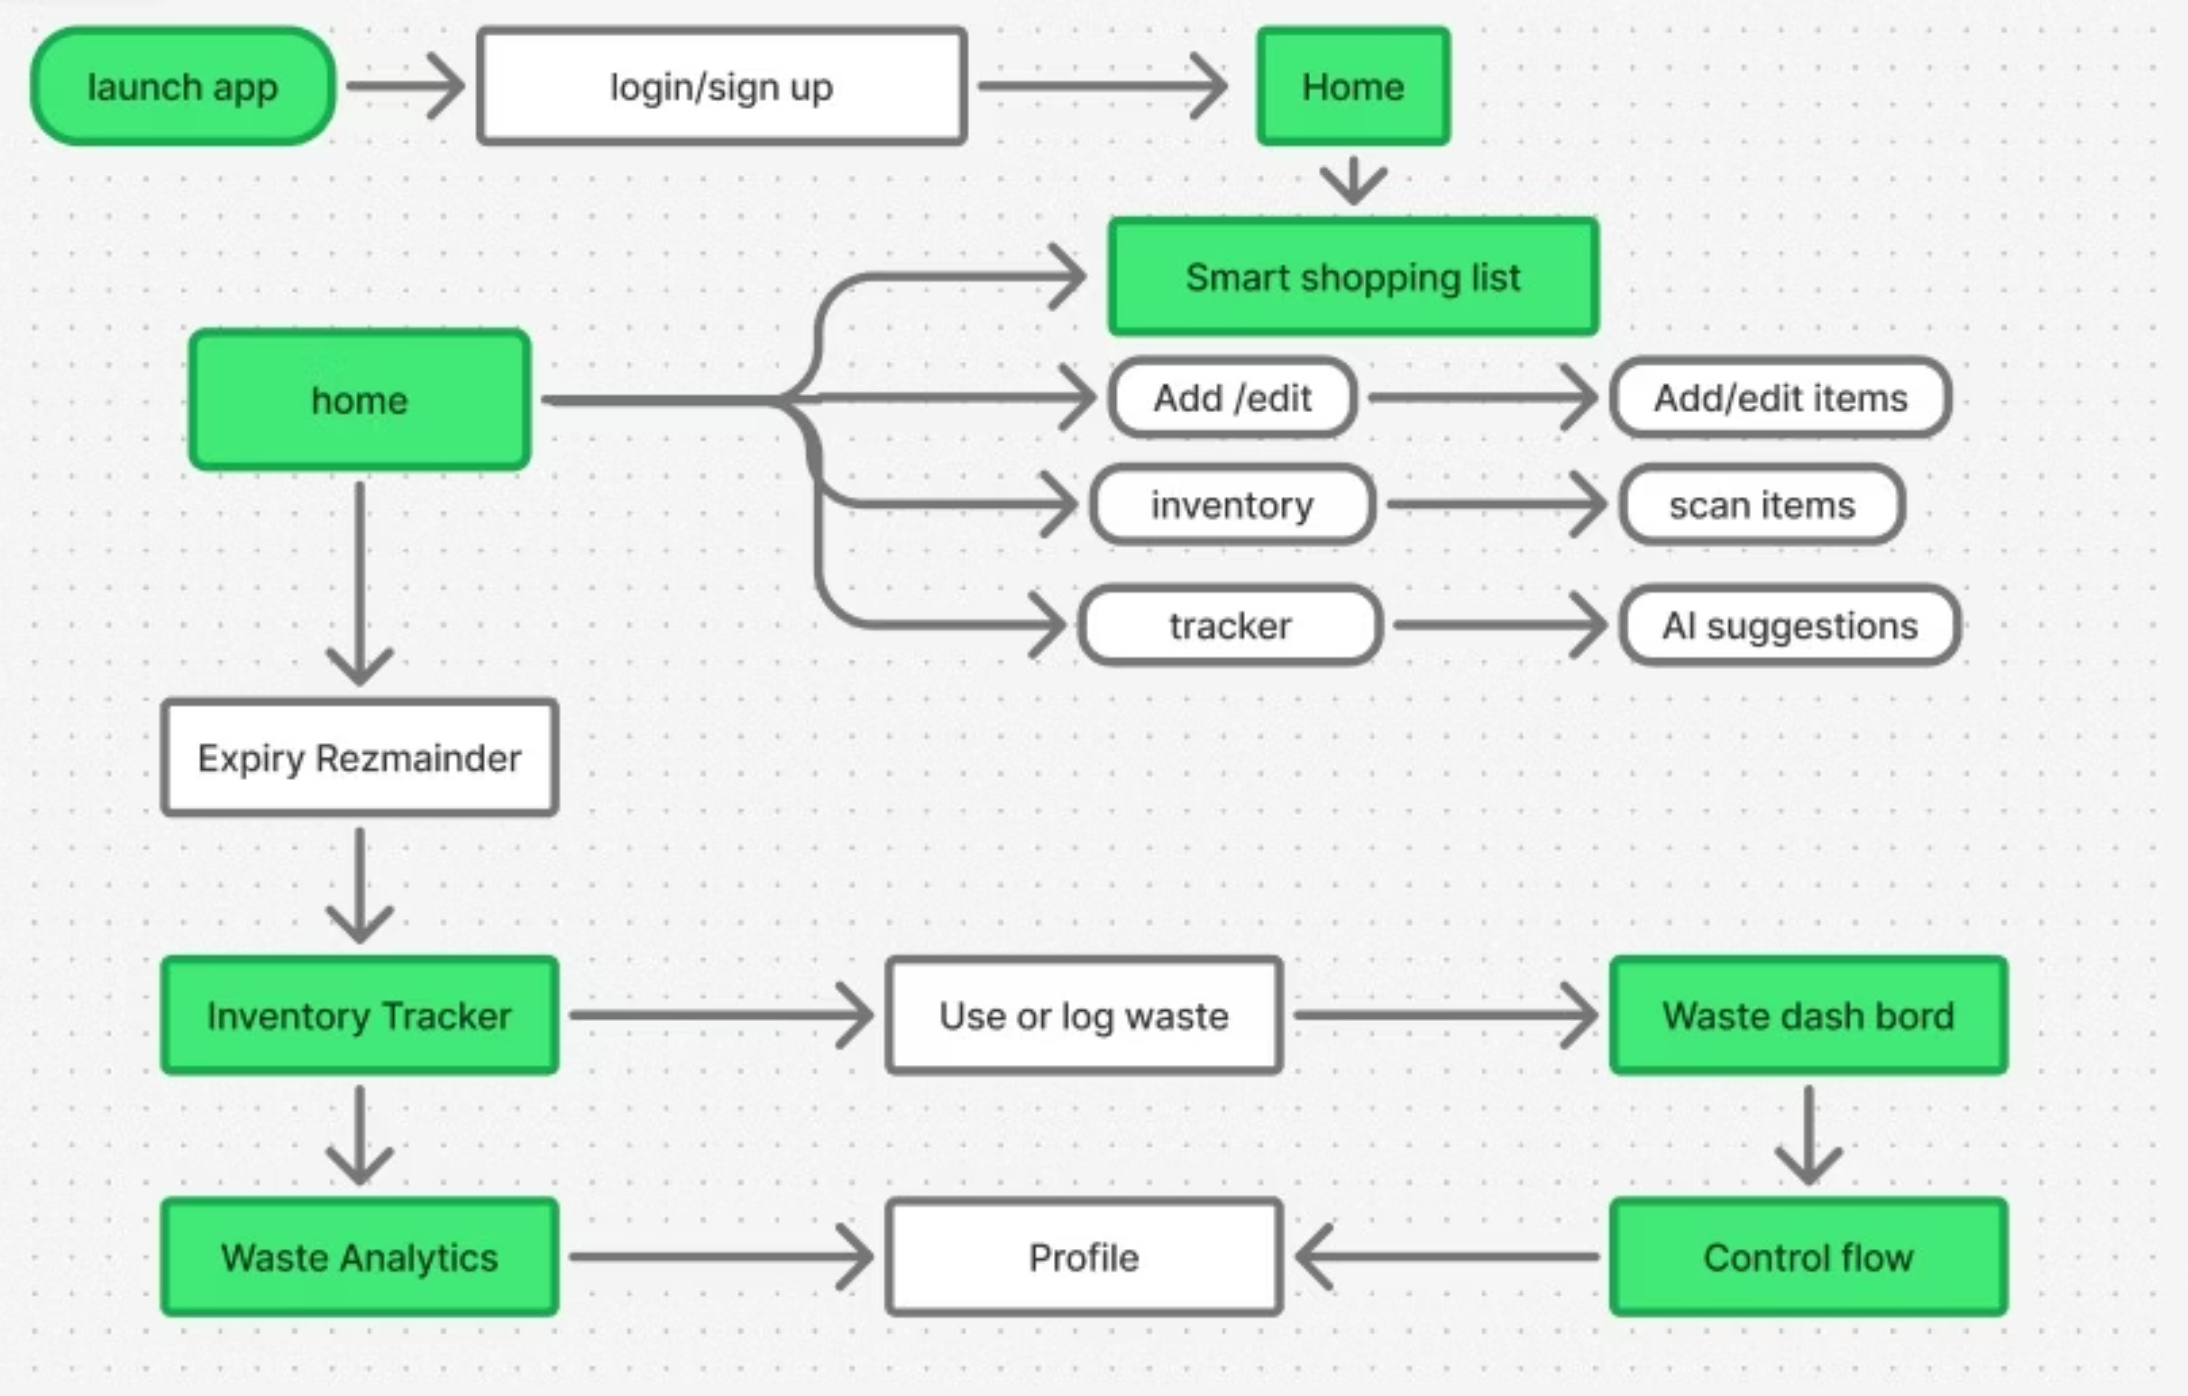 launch app
login/sign up
Home
Smart shopping list
home
Add /edit
Add/edit items
inventory
scan items
tracker
AI suggestions
Expiry Rezmainder
Inventory Tracker
Use or log waste
Waste dash bord
Waste Analytics
Profile
Control flow